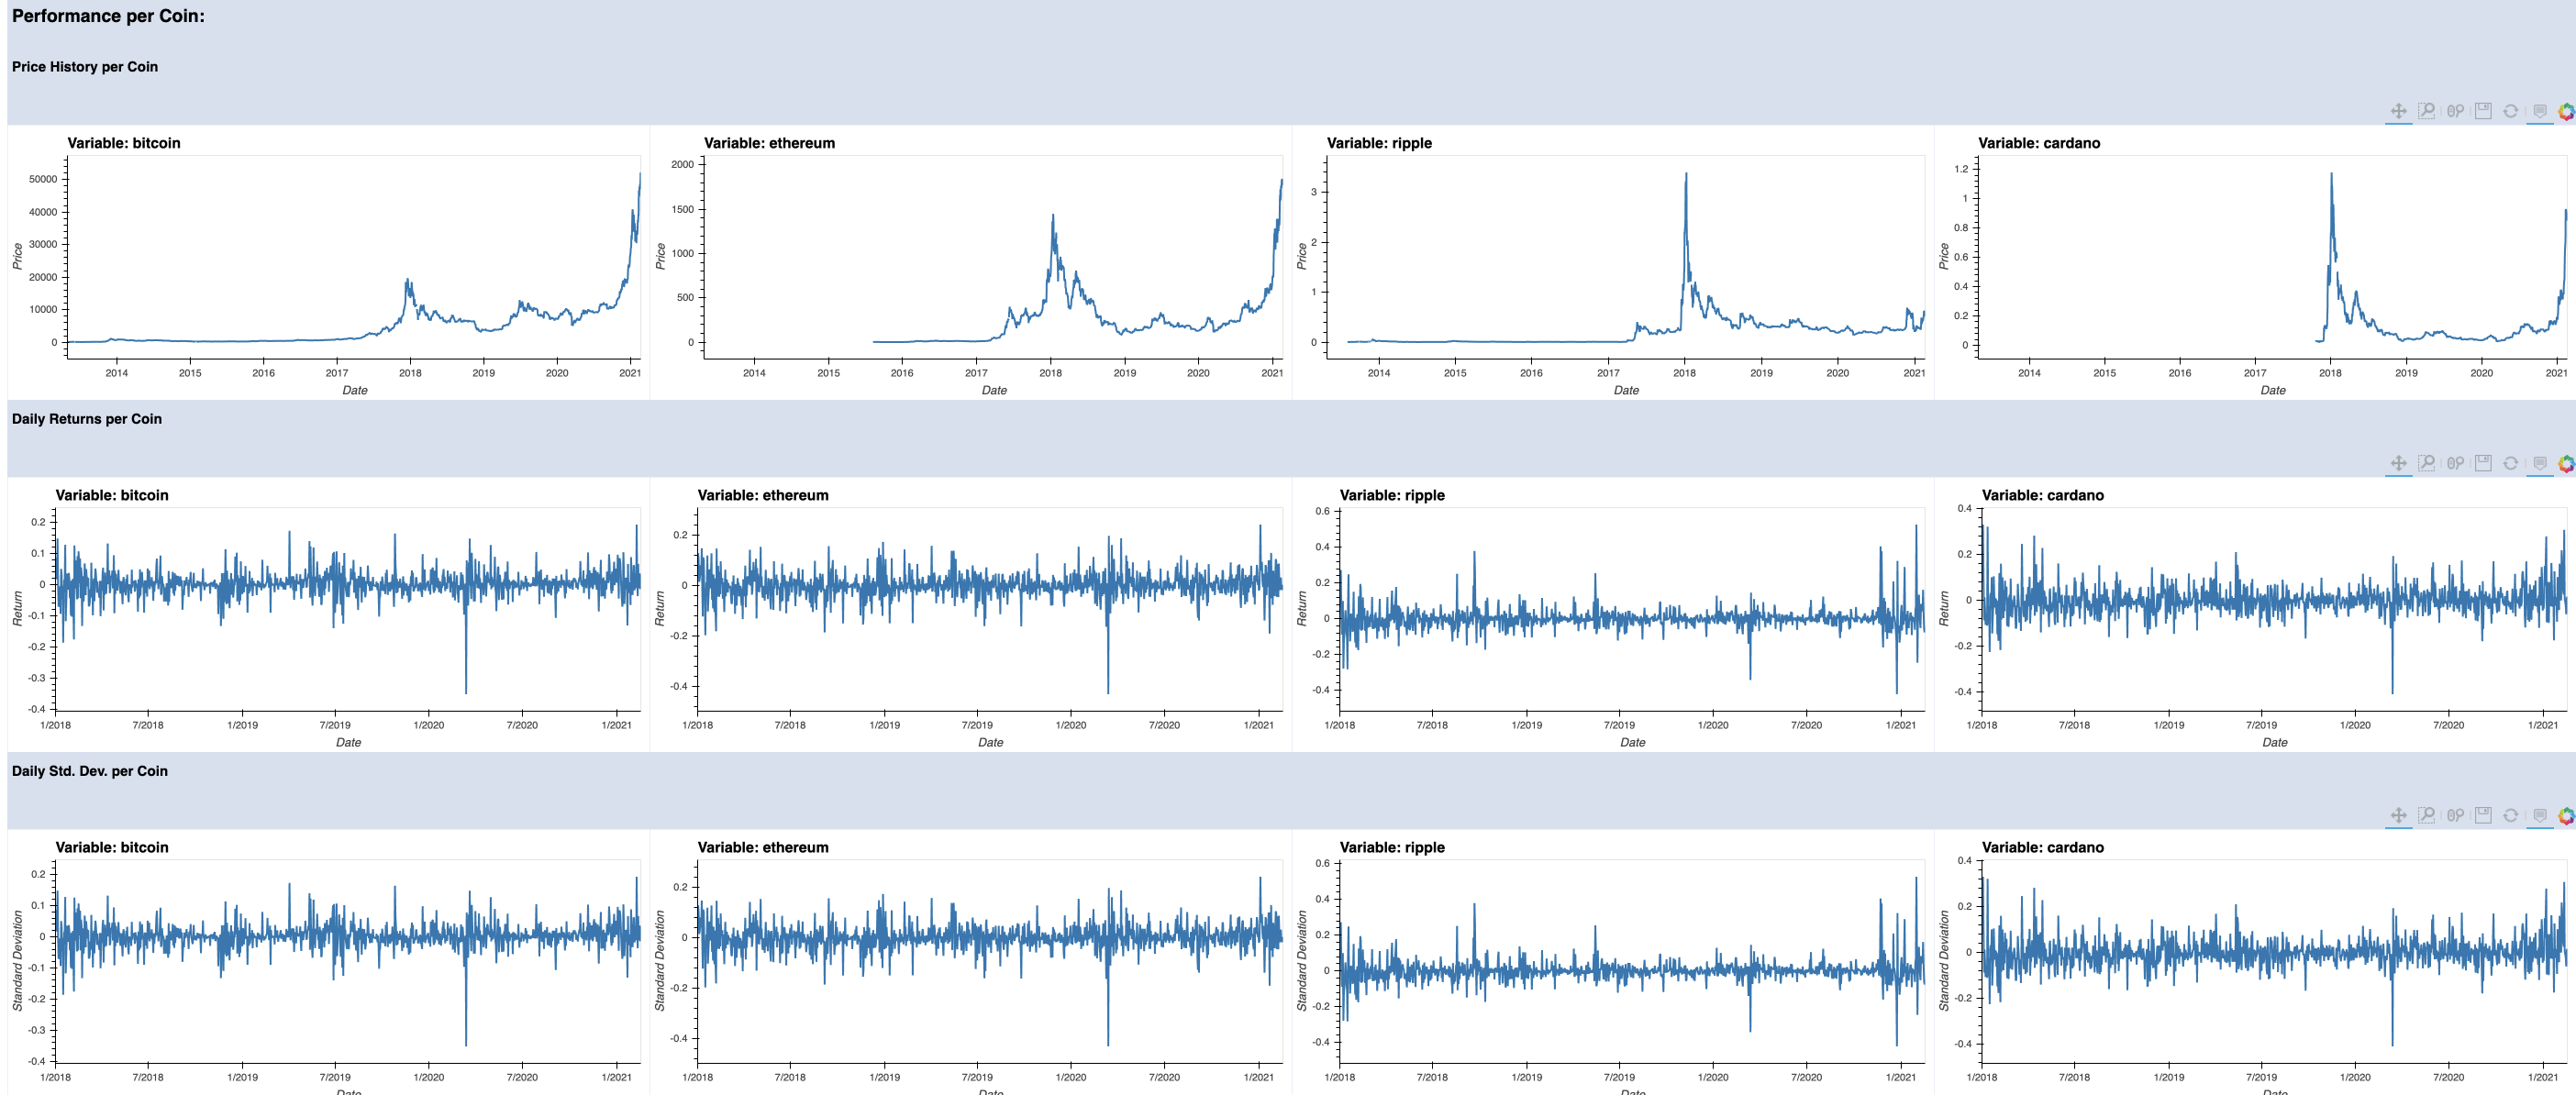 Performance per Coin:
Price History per Coin
Variable: bitcoin
50000
40000
30000
20000
10000
0
Price
2014 2015 2016 2017 2018 2019 2020 2021
Date
Variable: ethereum
2000
1500
1000
500
0
Price
2014 2015 2016 2017 2018 2019 2020 2021
Date
Variable: ripple
3
2
1
0
Price
2014 2015 2016 2017 2018 2019 2020 2021
Date
Variable: cardano
1.2
1
0.8
0.6
0.4
0.2
0
Price
2014 2015 2016 2017 2018 2019 2020 2021
Date
Daily Returns per Coin
Variable: bitcoin
0.2
0.1
0
-0.1
-0.2
-0.3
-0.4
Return
1/2018 7/2018 1/2019 7/2019 1/2020 7/2020 1/2021
Date
Variable: ethereum
0.2
0
-0.2
-0.4
Return
1/2018 7/2018 1/2019 7/2019 1/2020 7/2020 1/2021
Date
Variable: ripple
0.6
0.4
0.2
0
-0.2
-0.4
Return
1/2018 7/2018 1/2019 7/2019 1/2020 7/2020 1/2021
Date
Variable: cardano
0.4
0.2
0
-0.2
-0.4
Return
1/2018 7/2018 1/2019 7/2019 1/2020 7/2020 1/2021
Date
Daily Std. Dev. per Coin
Variable: bitcoin
0.2
0.1
0
-0.1
-0.2
-0.3
-0.4
Standard Deviation
1/2018 7/2018 1/2019 7/2019 1/2020 7/2020 1/2021
Date
Variable: ethereum
0.2
0
-0.2
-0.4
Standard Deviation
1/2018 7/2018 1/2019 7/2019 1/2020 7/2020 1/2021
Date
Variable: ripple
0.6
0.4
0.2
0
-0.2
-0.4
Standard Deviation
1/2018 7/2018 1/2019 7/2019 1/2020 7/2020 1/2021
Date
Variable: cardano
0.4
0.2
0
-0.2
-0.4
Standard Deviation
1/2018 7/2018 1/2019 7/2019 1/2020 7/2020 1/2021
Date